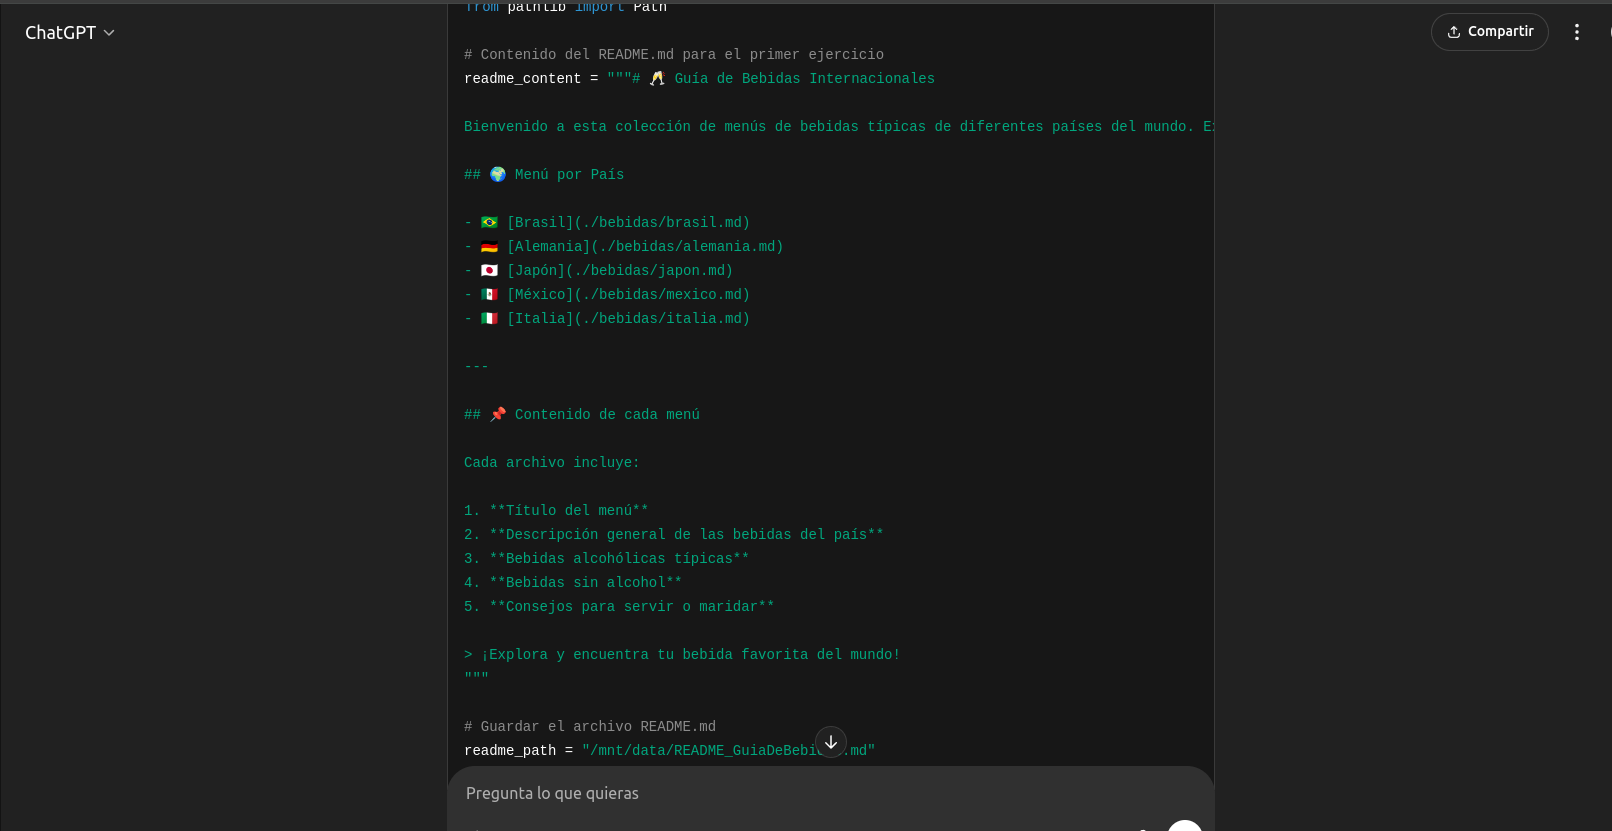 from pathlib import Path
ChatGPT
Compartir
# Contenido del README.md para el primer ejercicio
readme_content = """# 🥂 Guía de Bebidas Internacionales
Bienvenido a esta colección de menús de bebidas típicas de diferentes países del mundo.
## 🌍 Menú por País
- 🇧🇷 [Brasil](./bebidas/brasil.md)
- 🇩🇪 [Alemania](./bebidas/alemania.md)
- 🇯🇵 [Japón](./bebidas/japon.md)
- 🇲🇽 [México](./bebidas/mexico.md)
- 🇮🇹 [Italia](./bebidas/italia.md)
---
## 📌 Contenido de cada menú
Cada archivo incluye:
1. **Título del menú**
2. **Descripción general de las bebidas del país**
3. **Bebidas alcohólicas típicas**
4. **Bebidas sin alcohol**
5. **Consejos para servir o maridar**
> ¡Explora y encuentra tu bebida favorita del mundo!
"""
# Guardar el archivo README.md
readme_path = "/mnt/data/README_GuiaDeBebidas.md"
Pregunta lo que quieras